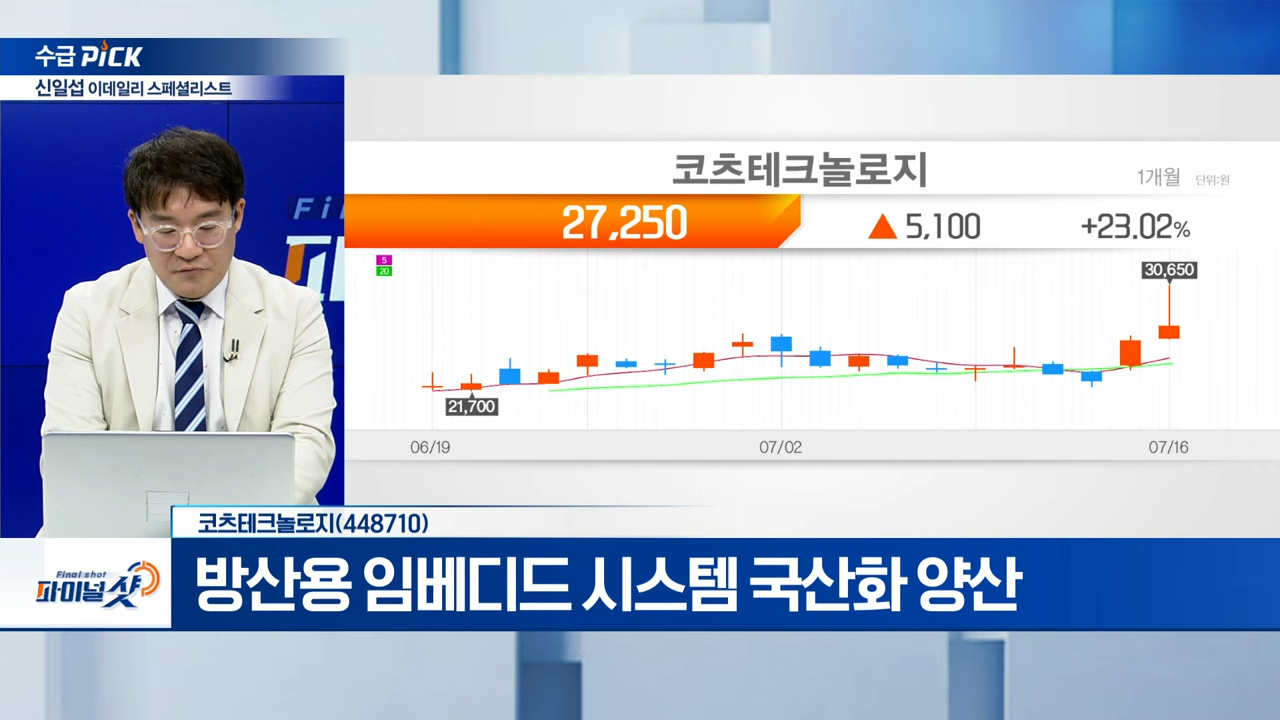 수급 PiCK
신일섭 이데일리 스페셜리스트
코츠테크놀로지
1개월 단위:원
27,250 ▲ 5,100 +23.02%
5
20
30,650
21,700
06/19 07/02 07/16
코츠테크놀로지(448710)
Final shot
파이널샷
방산용 임베디드 시스템 국산화 양산